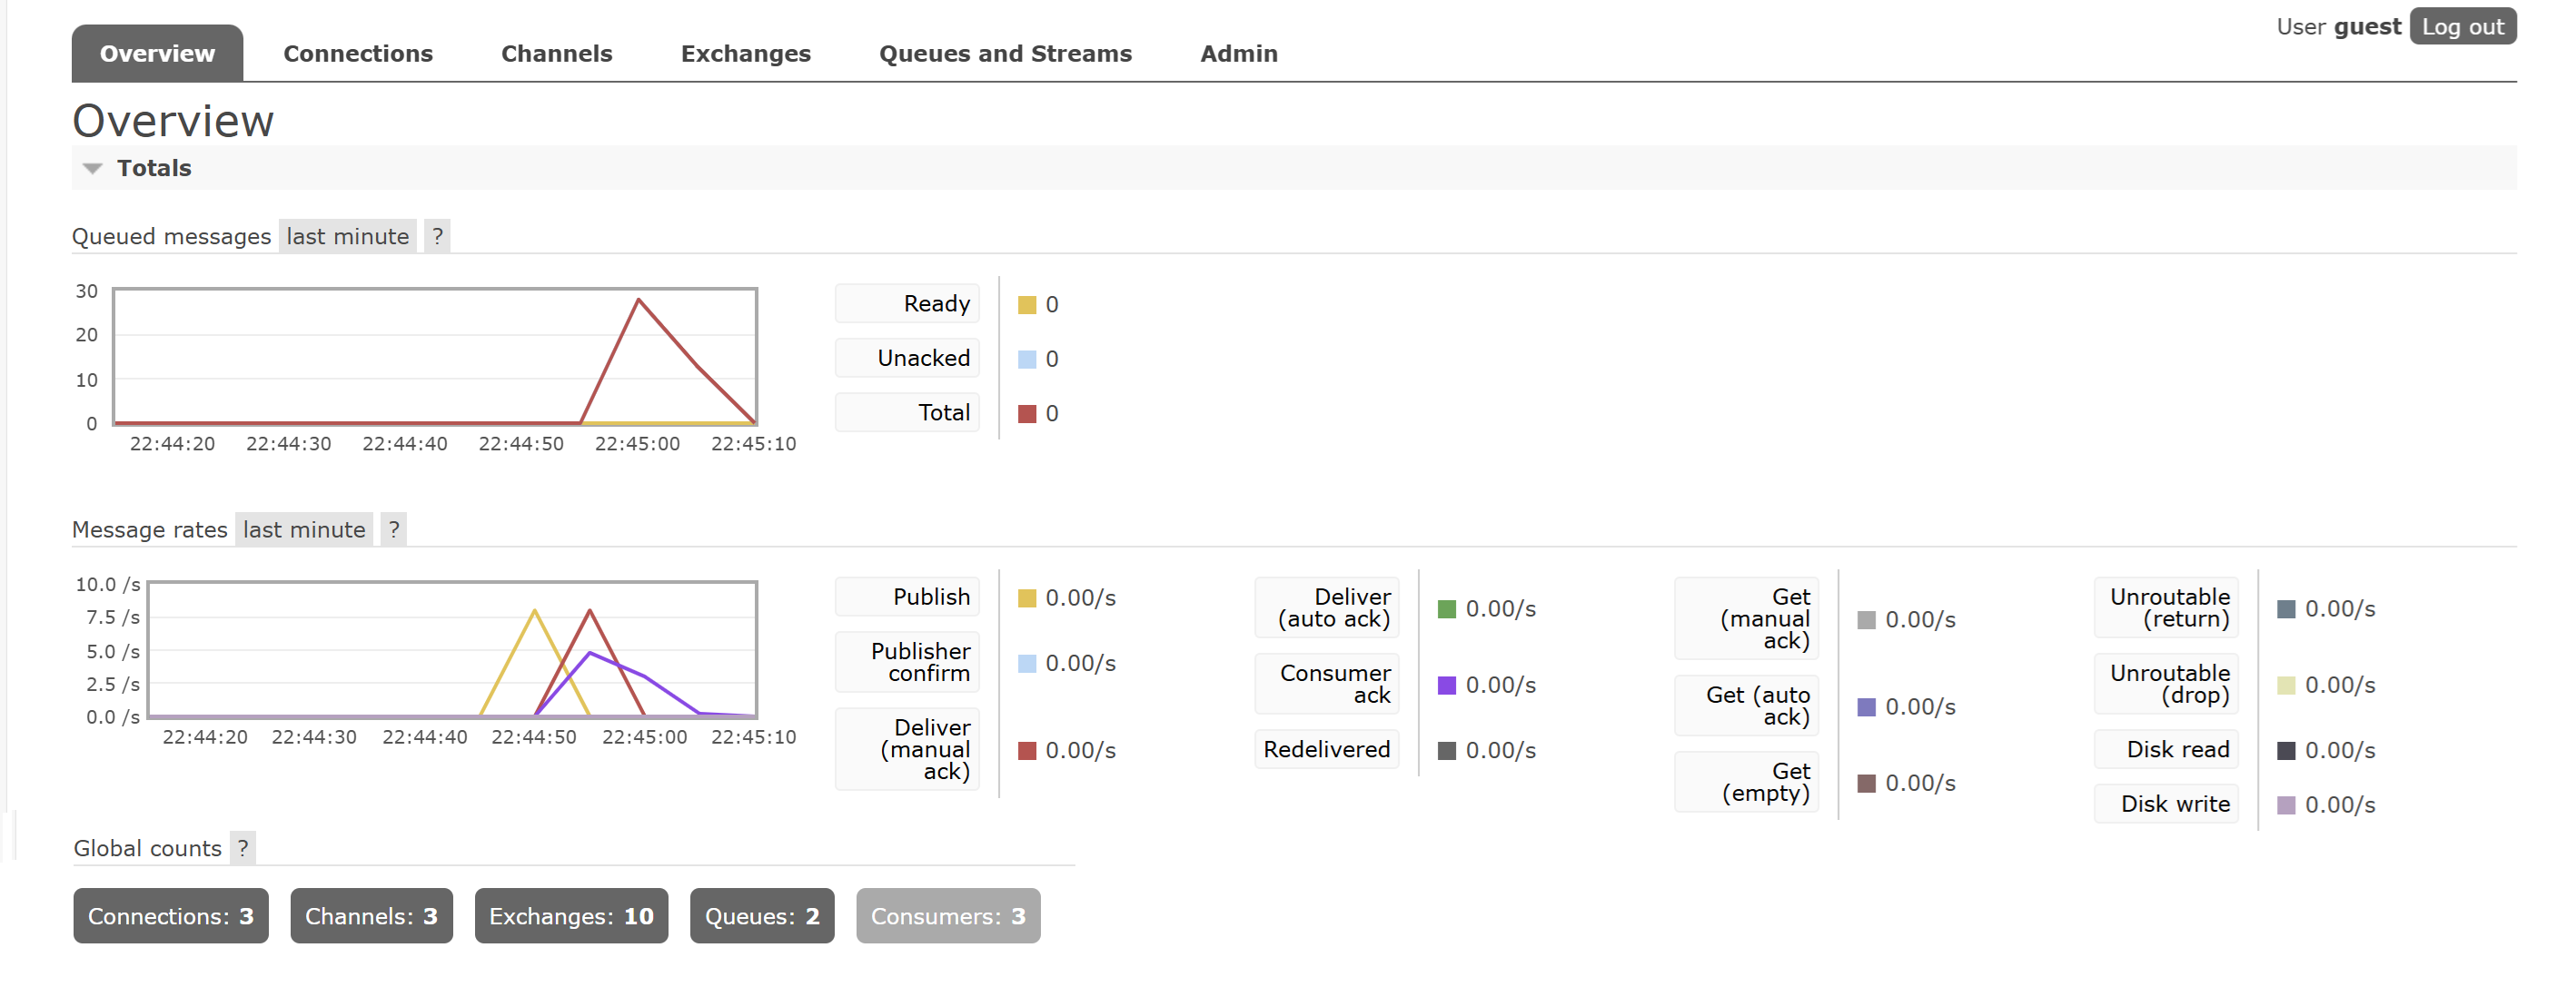 User guest Log out
Overview Connections Channels Exchanges Queues and Streams Admin
Overview
Totals
Queued messages last minute ?
30
20
10
0
22:44:20 22:44:30 22:44:40 22:44:50 22:45:00 22:45:10
Ready 0
Unacked 0
Total 0
Message rates last minute ?
10.0 /s
7.5 /s
5.0 /s
2.5 /s
0.0 /s
22:44:20 22:44:30 22:44:40 22:44:50 22:45:00 22:45:10
Publish 0.00/s
Publisher
confirm 0.00/s
Deliver
(manual
ack) 0.00/s
Deliver
(auto ack) 0.00/s
Consumer
ack 0.00/s
Redelivered 0.00/s
Get
(manual
ack) 0.00/s
Get (auto
ack) 0.00/s
Get
(empty) 0.00/s
Unroutable
(return) 0.00/s
Unroutable
(drop) 0.00/s
Disk read 0.00/s
Disk write 0.00/s
Global counts ?
Connections: 3 Channels: 3 Exchanges: 10 Queues: 2 Consumers: 3